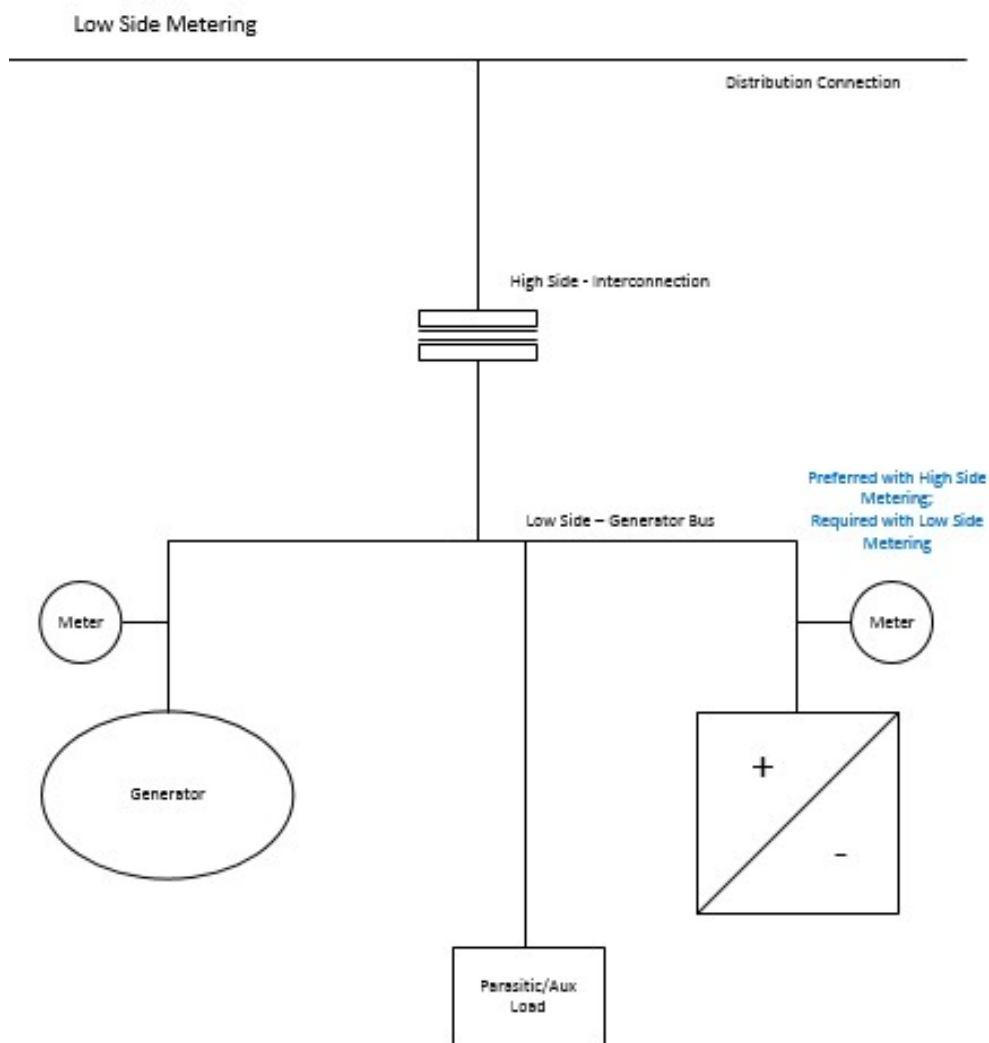 Low Side Metering
Distribution Connection
High Side - Interconnection
Preferred with High Side
Metering;
Required with Low Side
Metering
Low Side – Generator Bus
Meter
Meter
Generator
+
-
Parasitic/Aux
Load